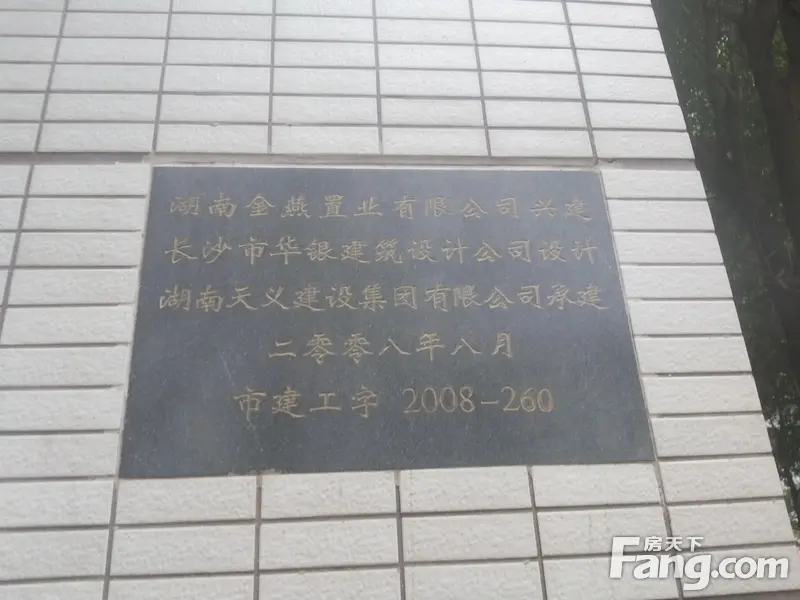 湖南金燕置业有限公司兴建
长沙市华银建筑设计公司设计
湖南天义建设集团有限公司承建
二零零八年八月
市建工字 2008-260
房天下
Fang.com